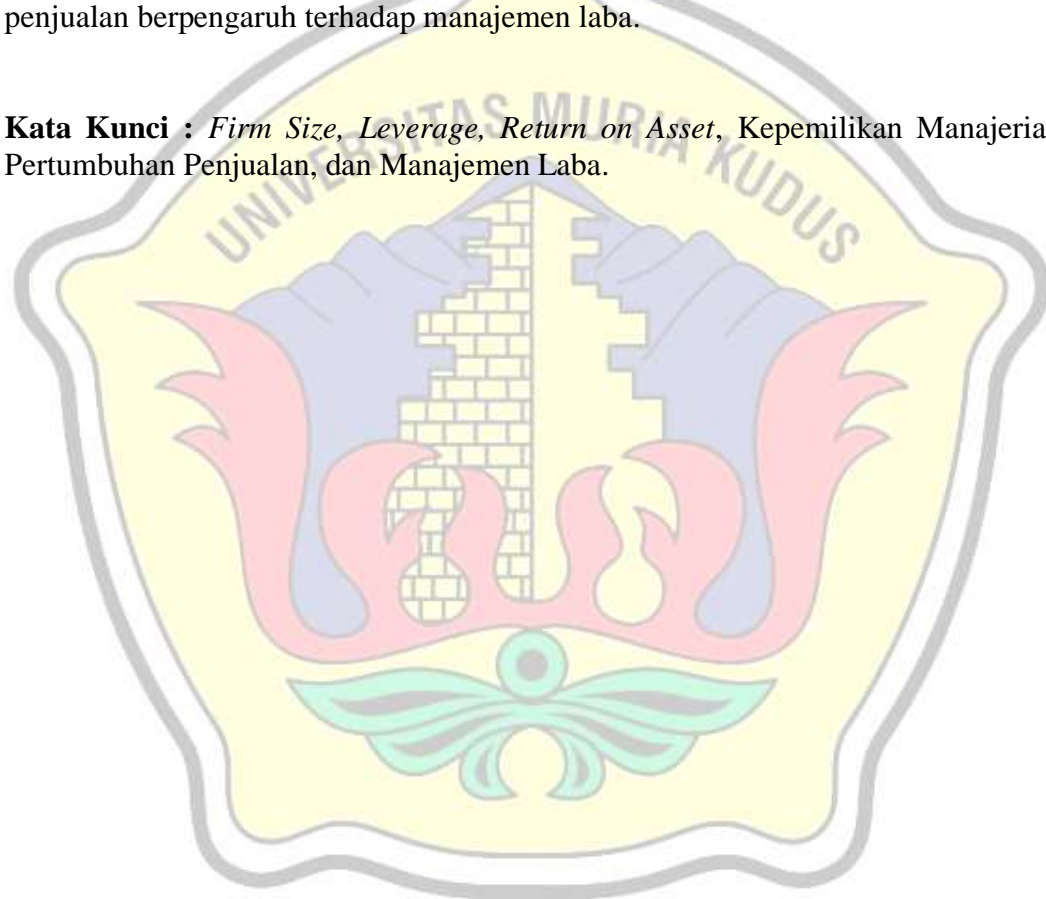 penjualan berpengaruh terhadap manajemen laba.
Kata Kunci : Firm Size, Leverage, Return on Asset, Kepemilikan Manajeria
Pertumbuhan Penjualan, dan Manajemen Laba.
UNIVERSITAS MURIA KUDUS